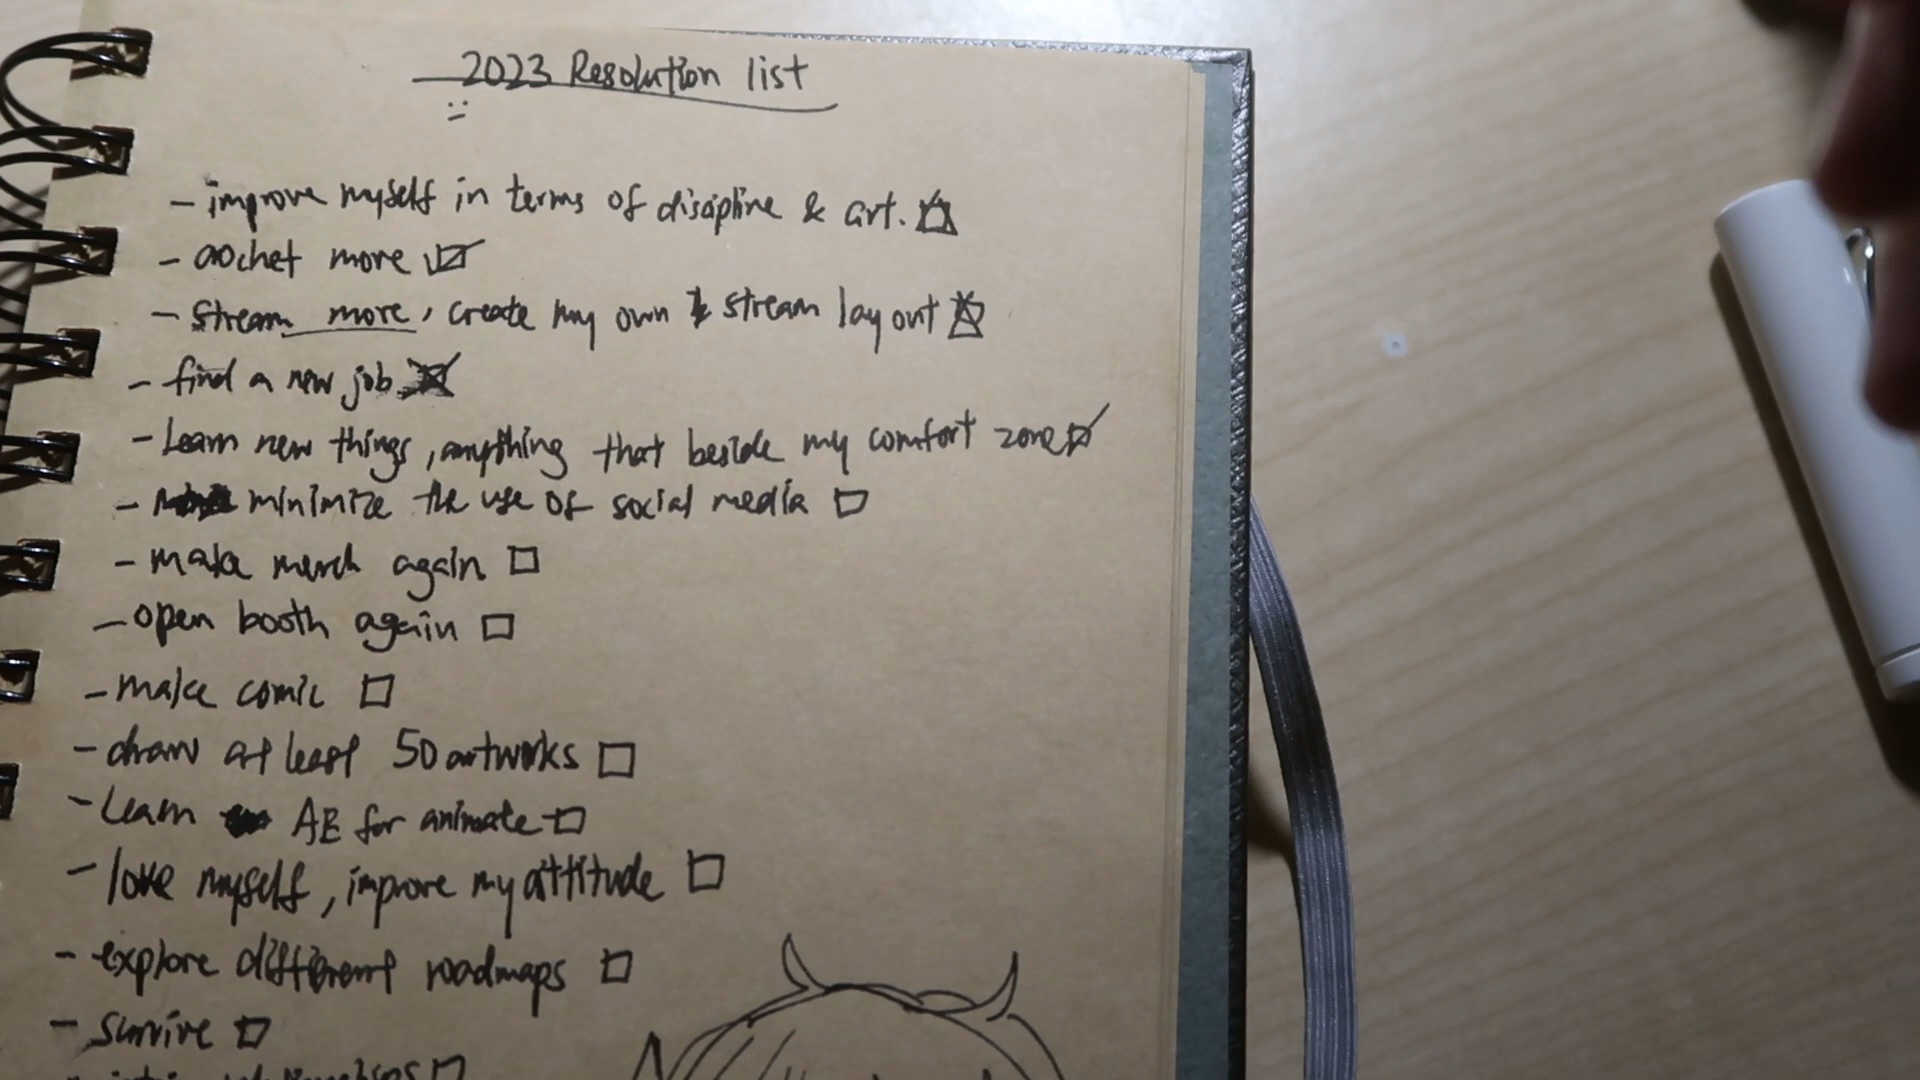 2023 Resolution list
- improve myself in terms of discipline & art.
- crochet more
- Stream more, create my own stream layout
- find a new job
- Learn new things, anything that beside my comfort zone
- minimize the use of social media
- make merch again
- open booth again
- make comic
- draw at least 50 artworks
- Learn AE for animate
- love myself, improve my attitude
- explore different roadmaps
- survive